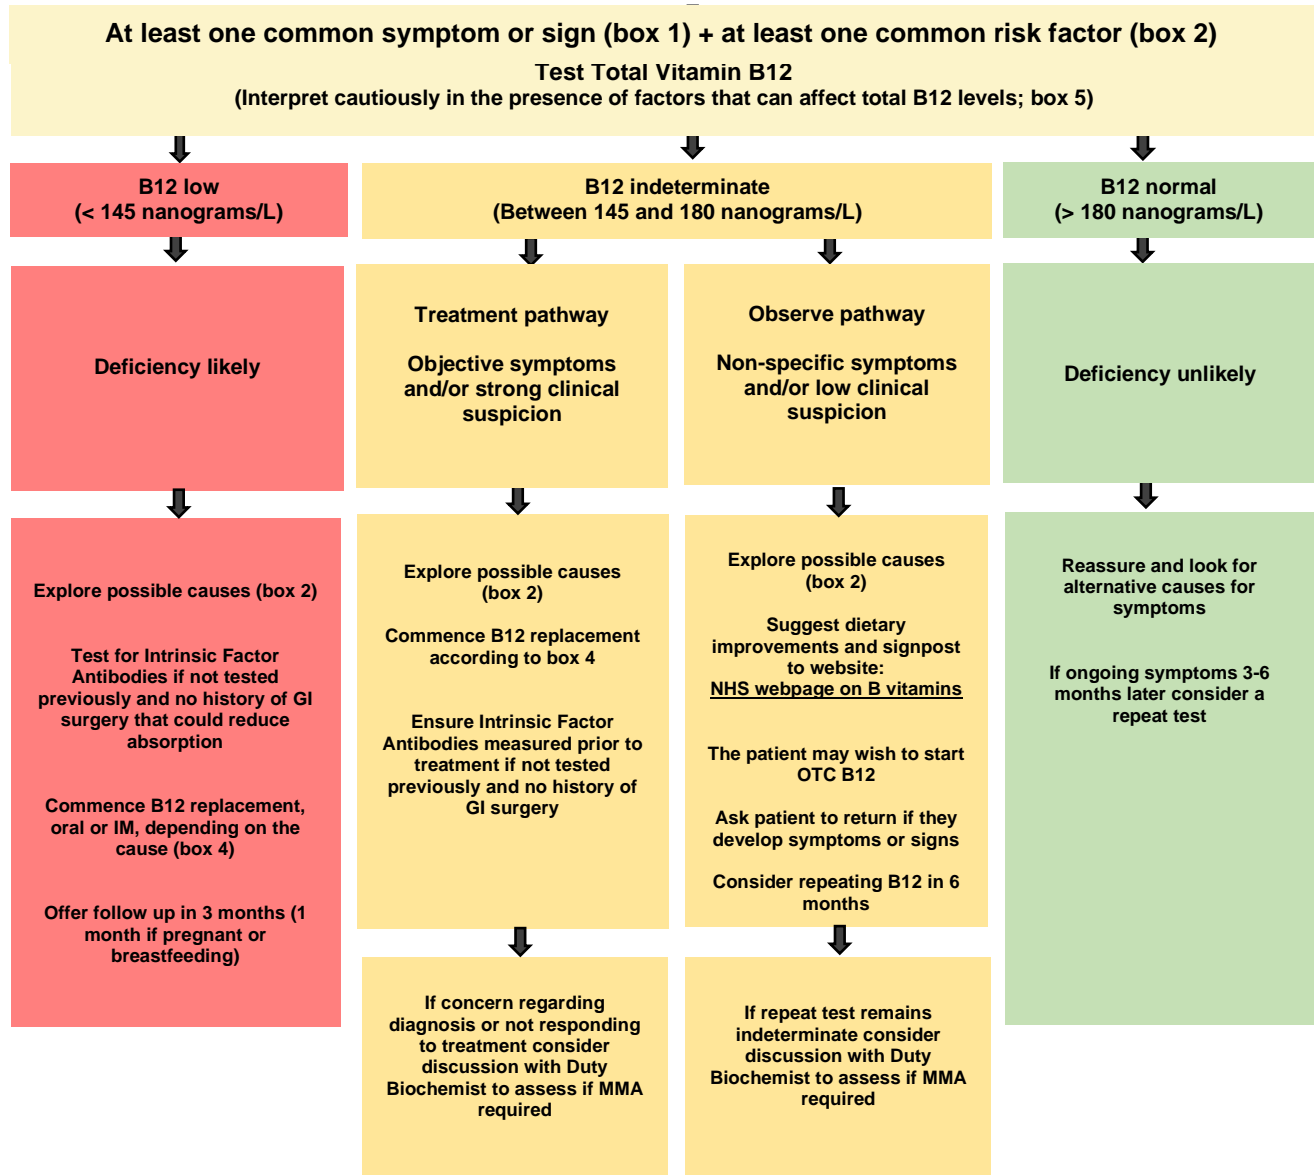 At least one common symptom or sign (box 1) + at least one common risk factor (box 2)
Test Total Vitamin B12
(Interpret cautiously in the presence of factors that can affect total B12 levels; box 5)
B12 low
(< 145 nanograms/L)
B12 indeterminate
(Between 145 and 180 nanograms/L)
B12 normal
(> 180 nanograms/L)
Deficiency likely
Treatment pathway
Objective symptoms
and/or strong clinical
suspicion
Observe pathway
Non-specific symptoms
and/or low clinical
suspicion
Deficiency unlikely
Explore possible causes (box 2)
Test for Intrinsic Factor
Antibodies if not tested
previously and no history of GI
surgery that could reduce
absorption
Commence B12 replacement,
oral or IM, depending on the
cause (box 4)
Offer follow up in 3 months (1
month if pregnant or
breastfeeding)
Explore possible causes
(box 2)
Commence B12 replacement
according to box 4
Ensure Intrinsic Factor
Antibodies measured prior to
treatment if not tested
previously and no history of
GI surgery
Explore possible causes
(box 2)
Suggest dietary
improvements and signpost
to website:
NHS webpage on B vitamins
The patient may wish to start
OTC B12
Ask patient to return if they
develop symptoms or signs
Consider repeating B12 in 6
months
Reassure and look for
alternative causes for
symptoms
If ongoing symptoms 3-6
months later consider a
repeat test
If concern regarding
diagnosis or not responding
to treatment consider
discussion with Duty
Biochemist to assess if MMA
required
If repeat test remains
indeterminate consider
discussion with Duty
Biochemist to assess if MMA
required